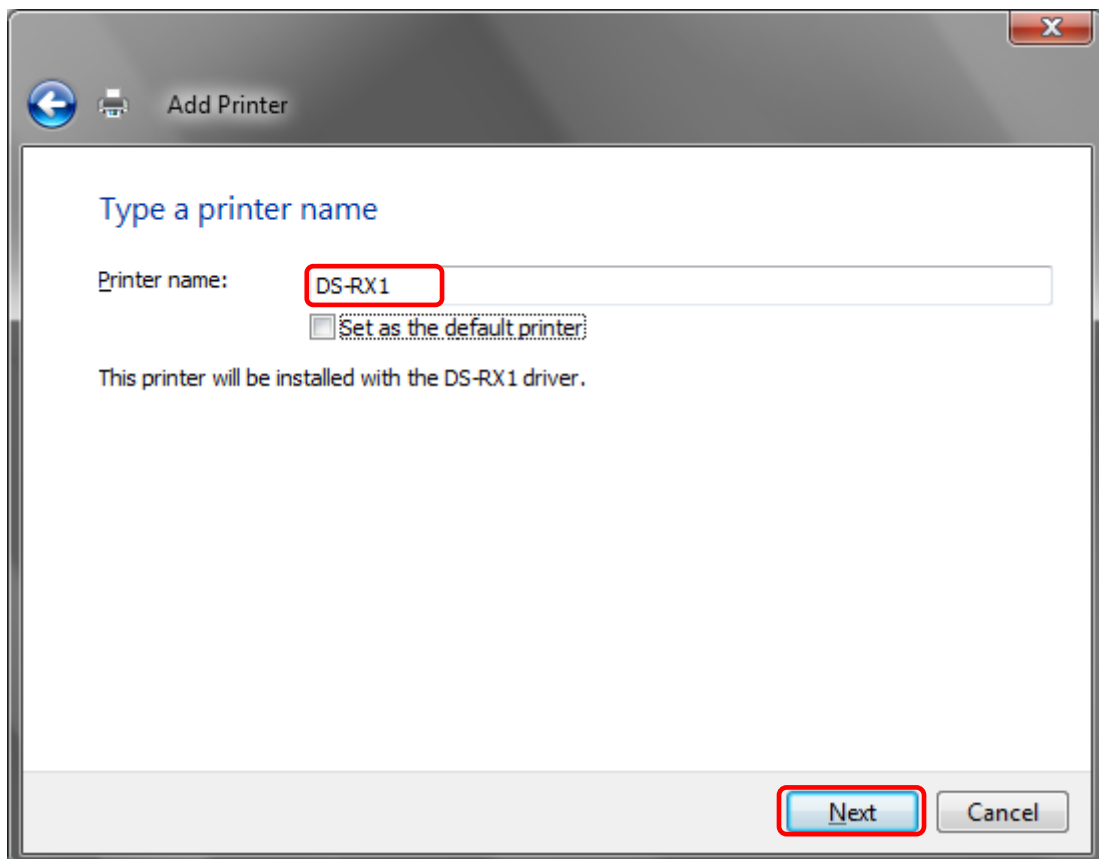 Add Printer
Type a printer name
Printer name: DS-RX1
Set as the default printer
This printer will be installed with the DS-RX1 driver.
Next Cancel